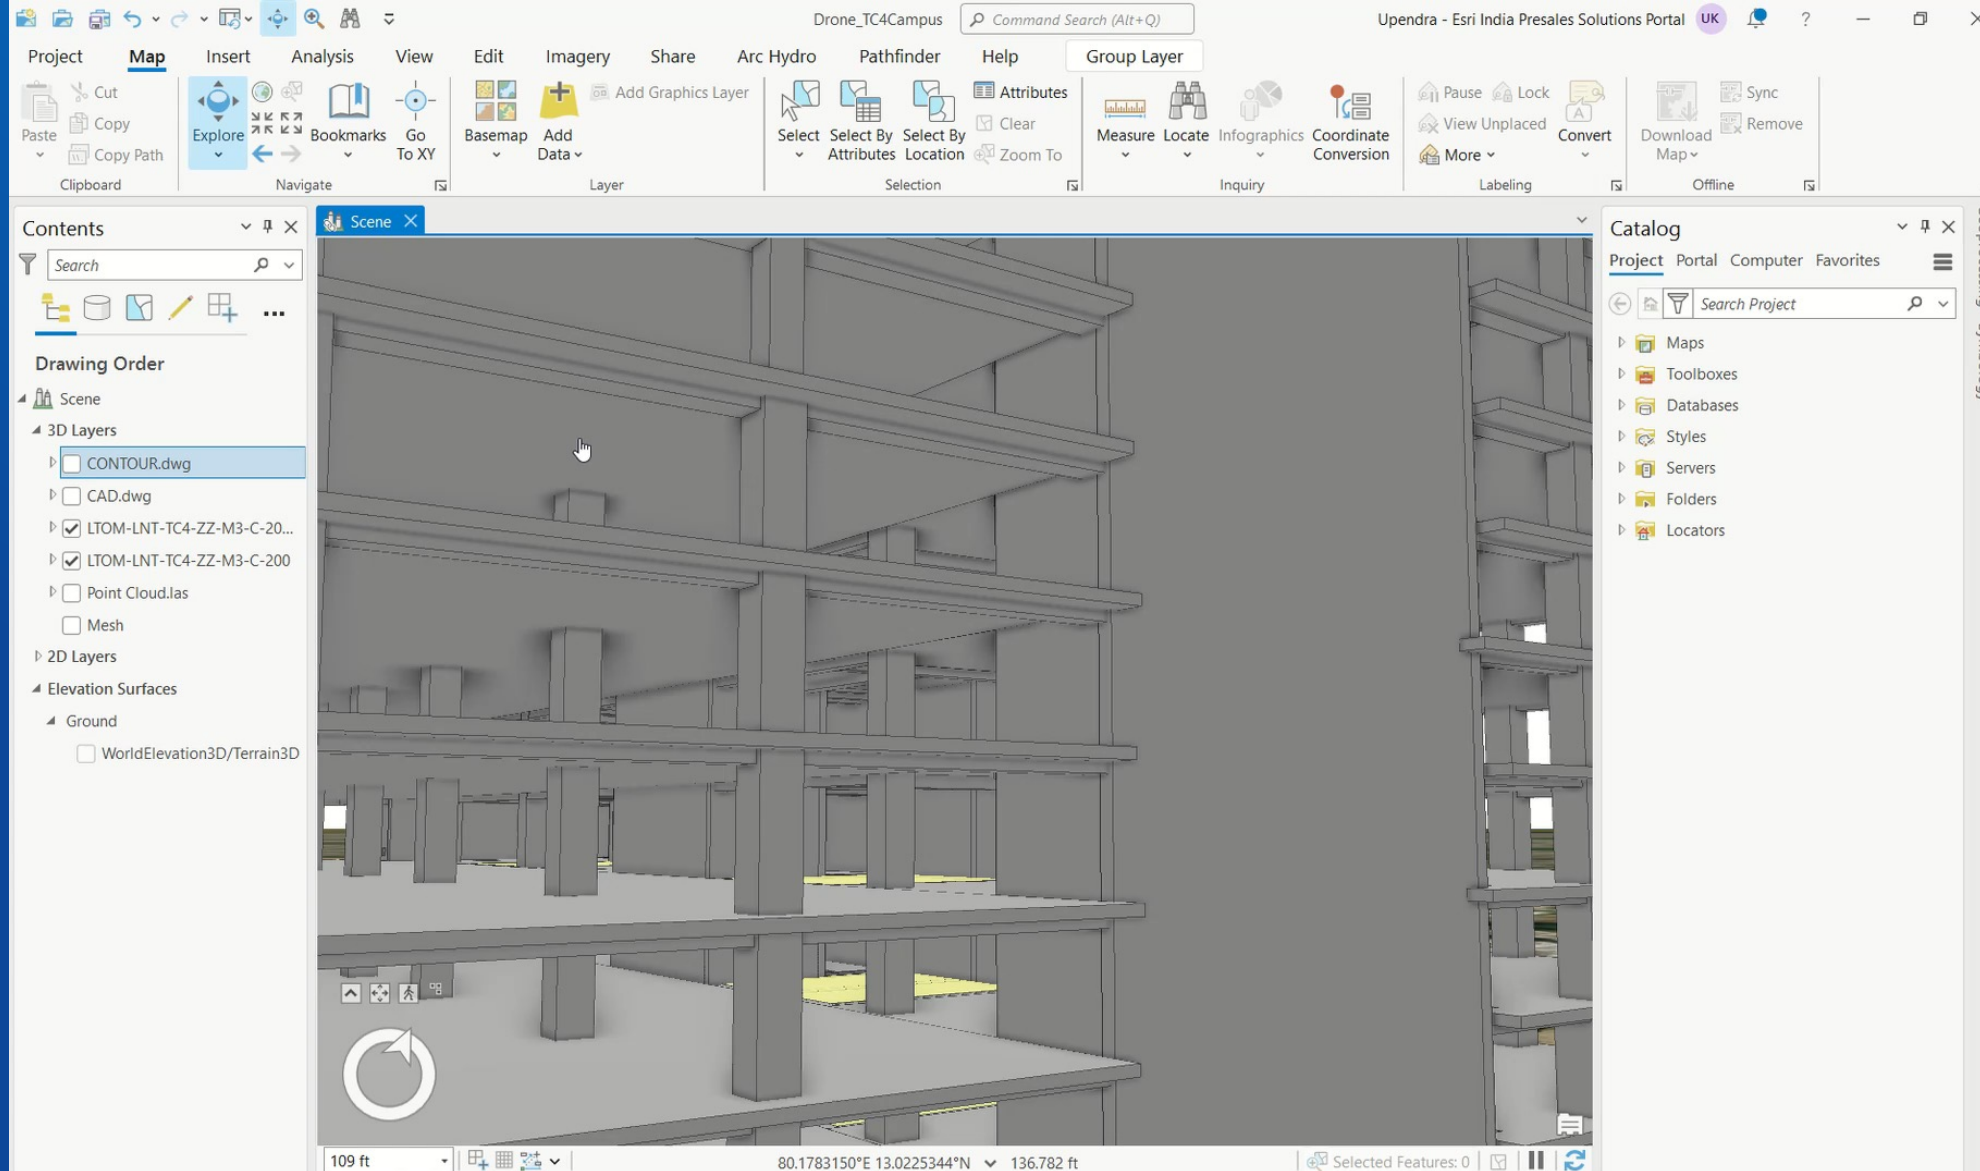 Drone_TC4Campus
Command Search (Alt+Q)
Upendra - Esri India Presales Solutions Portal
UK
?
Project
Map
Insert
Analysis
View
Edit
Imagery
Share
Arc Hydro
Pathfinder
Help
Group Layer
Paste
Cut
Copy
Copy Path
Clipboard
Explore
Bookmarks
Go
To XY
Navigate
Basemap
Add
Data
Add Graphics Layer
Layer
Select
Select By
Attributes
Select By
Location
Attributes
Clear
Zoom To
Selection
Measure
Locate
Infographics
Coordinate
Conversion
Inquiry
Pause
Lock
View Unplaced
More
Convert
Labeling
Download
Map
Sync
Remove
Offline
Contents
Search
Drawing Order
Scene
3D Layers
CONTOUR.dwg
CAD.dwg
LTOM-LNT-TC4-ZZ-M3-C-20...
LTOM-LNT-TC4-ZZ-M3-C-200
Point Cloud.las
Mesh
2D Layers
Elevation Surfaces
Ground
WorldElevation3D/Terrain3D
Scene
109 ft
80.1783150°E 13.0225344°N
136.782 ft
Selected Features: 0
Catalog
Project
Portal
Computer
Favorites
Search Project
Maps
Toolboxes
Databases
Styles
Servers
Folders
Locators